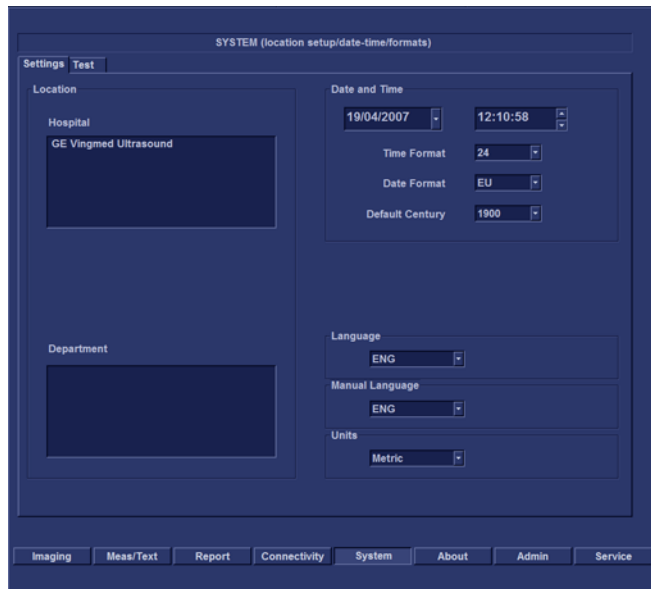 SYSTEM (location setup/date-time/formats)
Settings Test
Location
Hospital
GE Vingmed Ultrasound
Department
Date and Time
19/04/2007 12:10:58
Time Format 24
Date Format EU
Default Century 1900
Language
ENG
Manual Language
ENG
Units
Metric
Imaging Meas/Text Report Connectivity System About Admin Service